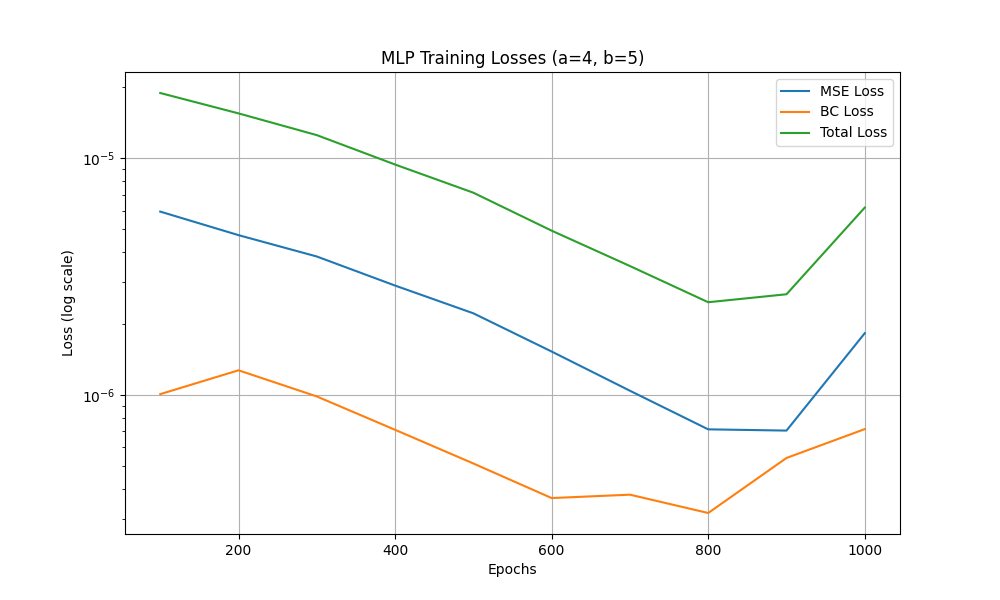 MLP Training Losses (a=4, b=5)
MSE Loss
BC Loss
Total Loss
10⁻⁵
10⁻⁶
Loss (log scale)
200 400 600 800 1000
Epochs